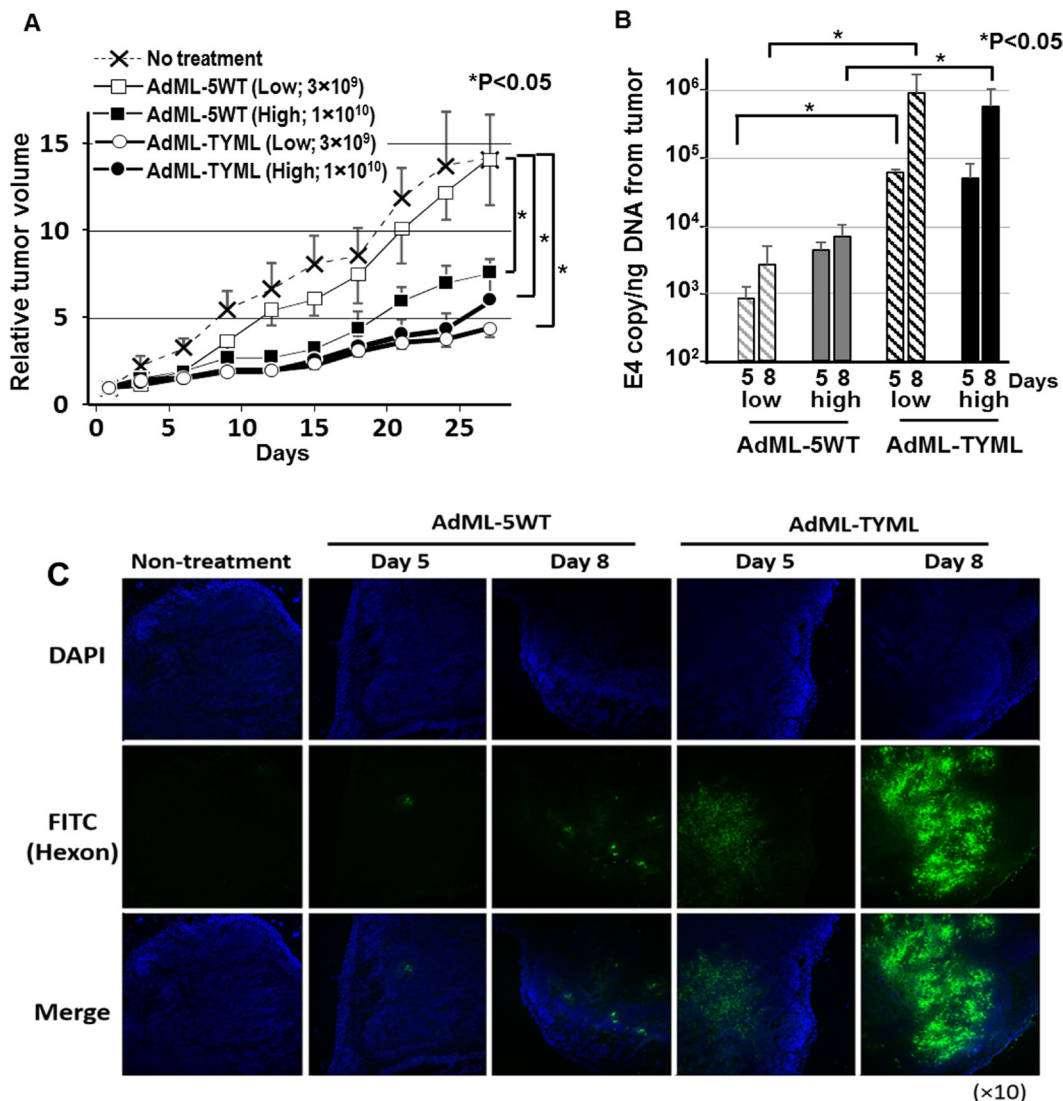 A
No treatment
AdML-5WT (Low; 3×10⁹)
AdML-5WT (High; 1×10¹⁰)
AdML-TYML (Low; 3×10⁹)
AdML-TYML (High; 1×10¹⁰)
*P<0.05
Relative tumor volume
15
10
5
0
0 5 10 15 20 25
Days
*
*
*
B
*P<0.05
*
*
*
E4 copy/ng DNA from tumor
10⁶
10⁵
10⁴
10³
10²
5 8 5 8 5 8 5 8 Days
low high low high
AdML-5WT AdML-TYML
C
AdML-5WT AdML-TYML
Non-treatment Day 5 Day 8 Day 5 Day 8
DAPI
FITC
(Hexon)
Merge
(×10)